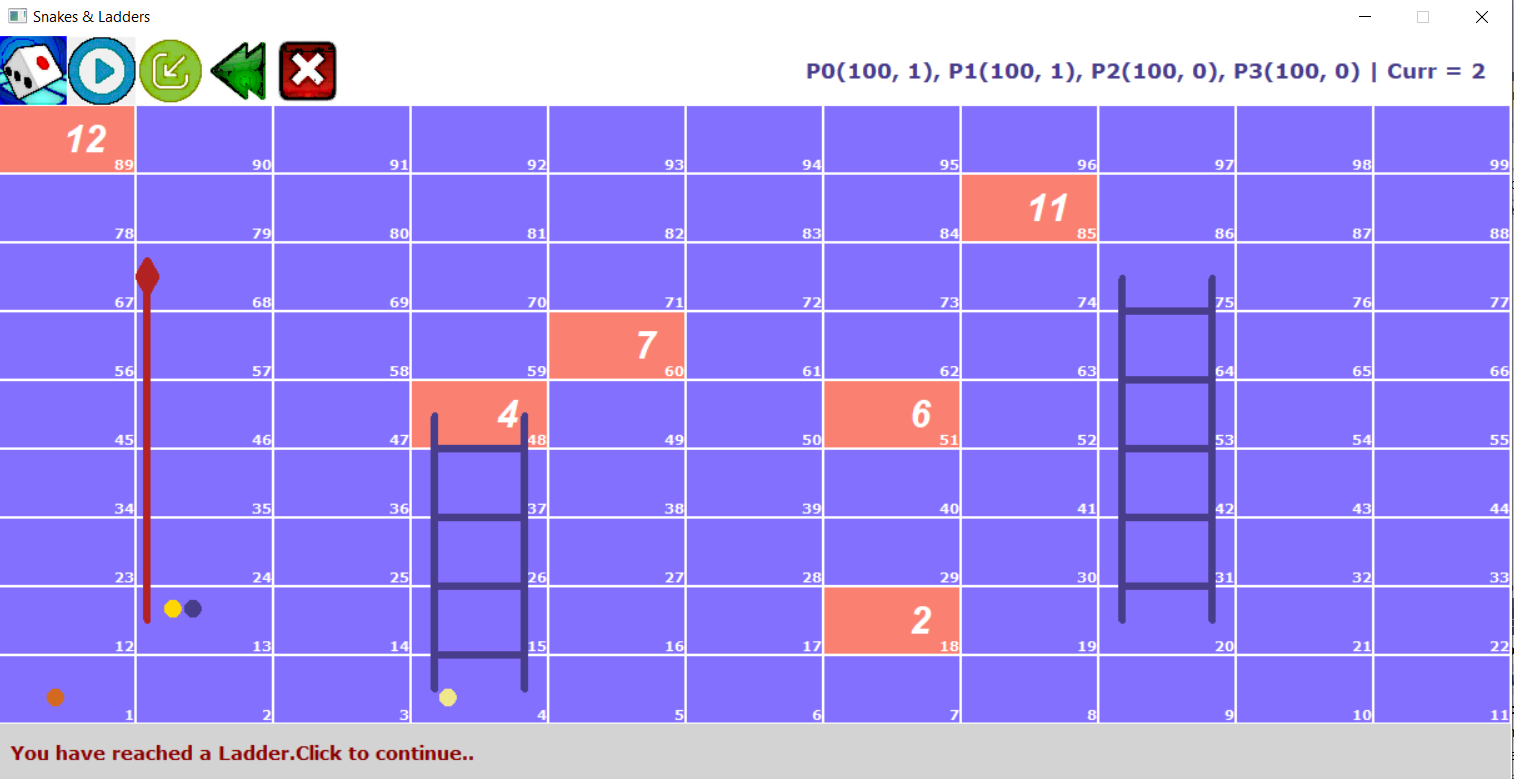 Snakes & Ladders
P0(100, 1), P1(100, 1), P2(100, 0), P3(100, 0) | Curr = 2
12
89 90 91 92 93 94 95 96 97 98 99
11
78 79 80 81 82 83 84 85 86 87 88
67 68 69 70 71 72 73 74 75 76 77
7
56 57 58 59 60 61 62 63 64 65 66
4 6
45 46 47 48 49 50 51 52 53 54 55
34 35 36 37 38 39 40 41 42 43 44
23 24 25 26 27 28 29 30 31 32 33
2
12 13 14 15 16 17 18 19 20 21 22
1 2 3 4 5 6 7 8 9 10 11
You have reached a Ladder.Click to continue..